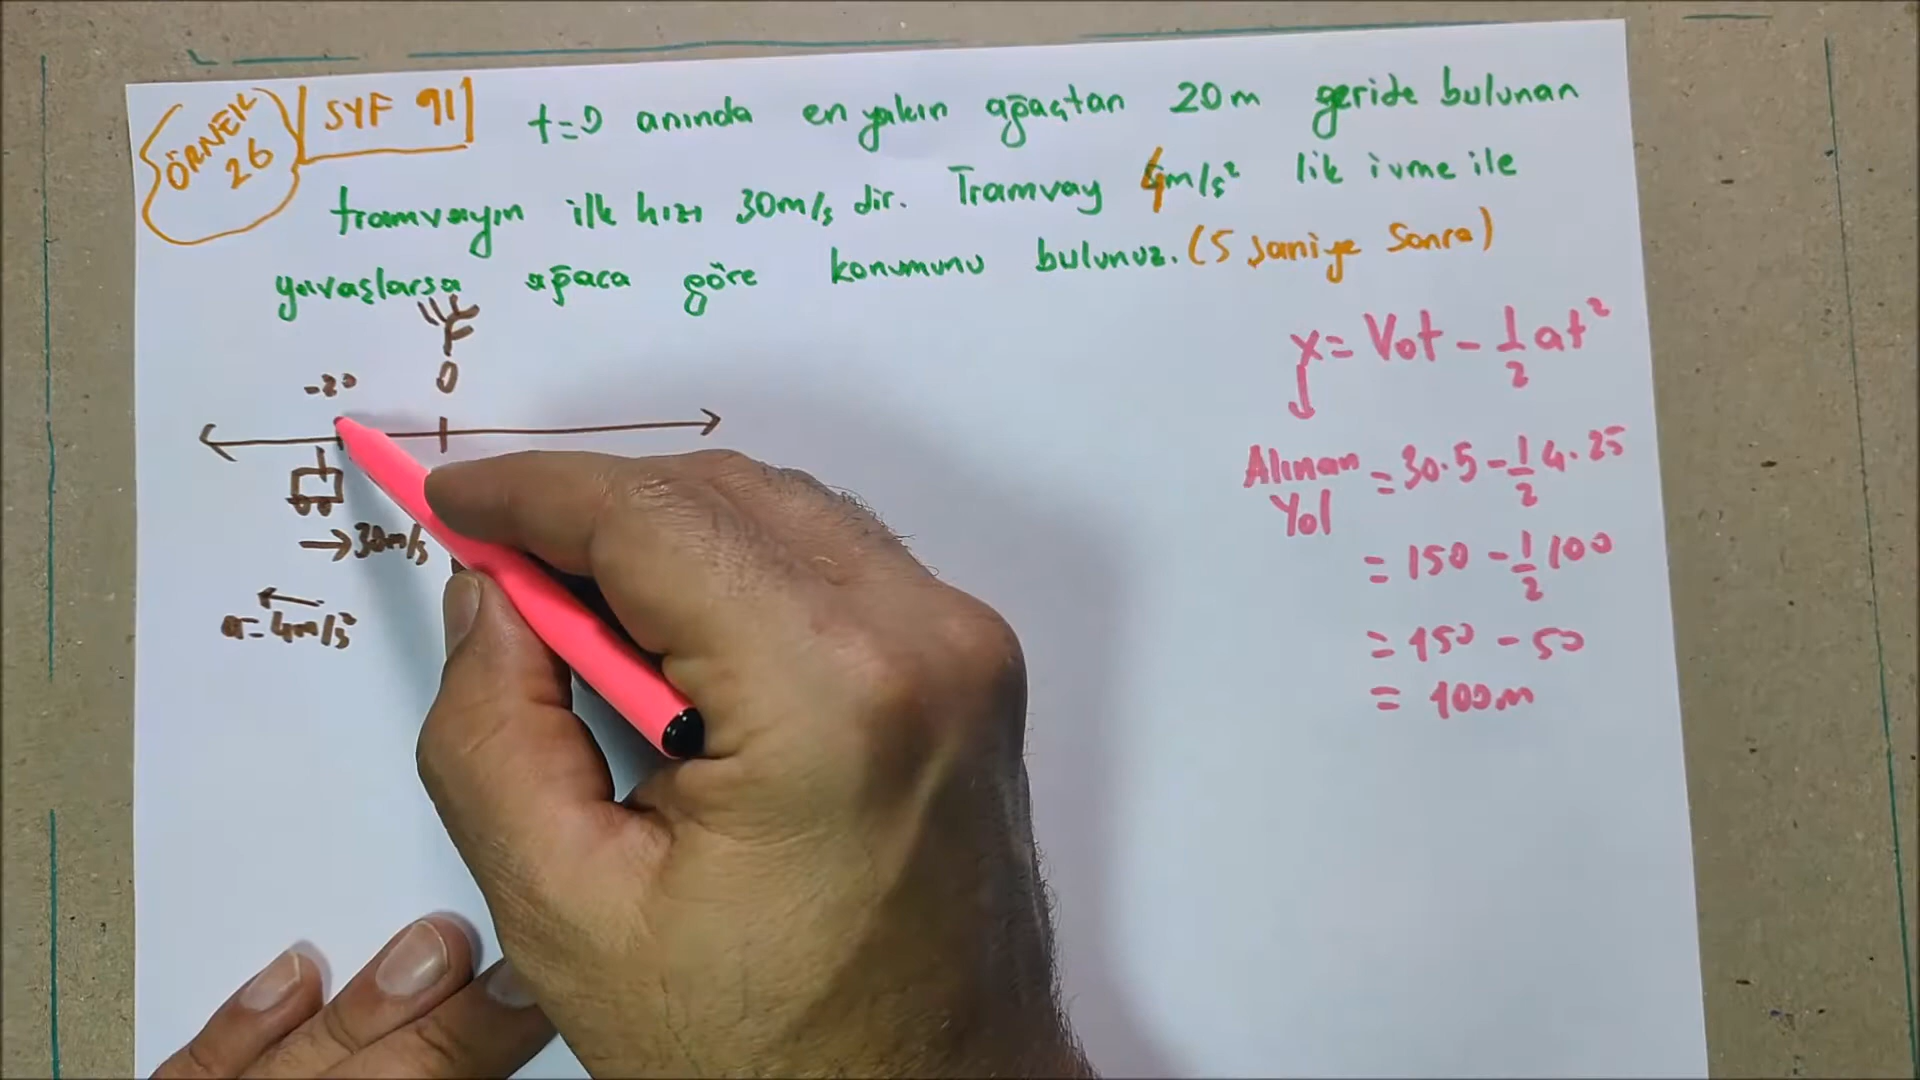 ÖRNEK 26
SYF 91
t=0 anında en yakın ağaçtan 20m geride bulunan
tramvayın ilk hızı 30m/s dir. Tramvay 4m/s² lik ivme ile
yavaşlarsa ağaca göre konumunu bulunuz. (5 saniye sonra)
-20
0
30m/s
a=4m/s²
x= V₀t - 1/2 at²
Alınan Yol = 30·5 - 1/2 4·25
= 150 - 1/2 100
= 150 - 50
= 100m